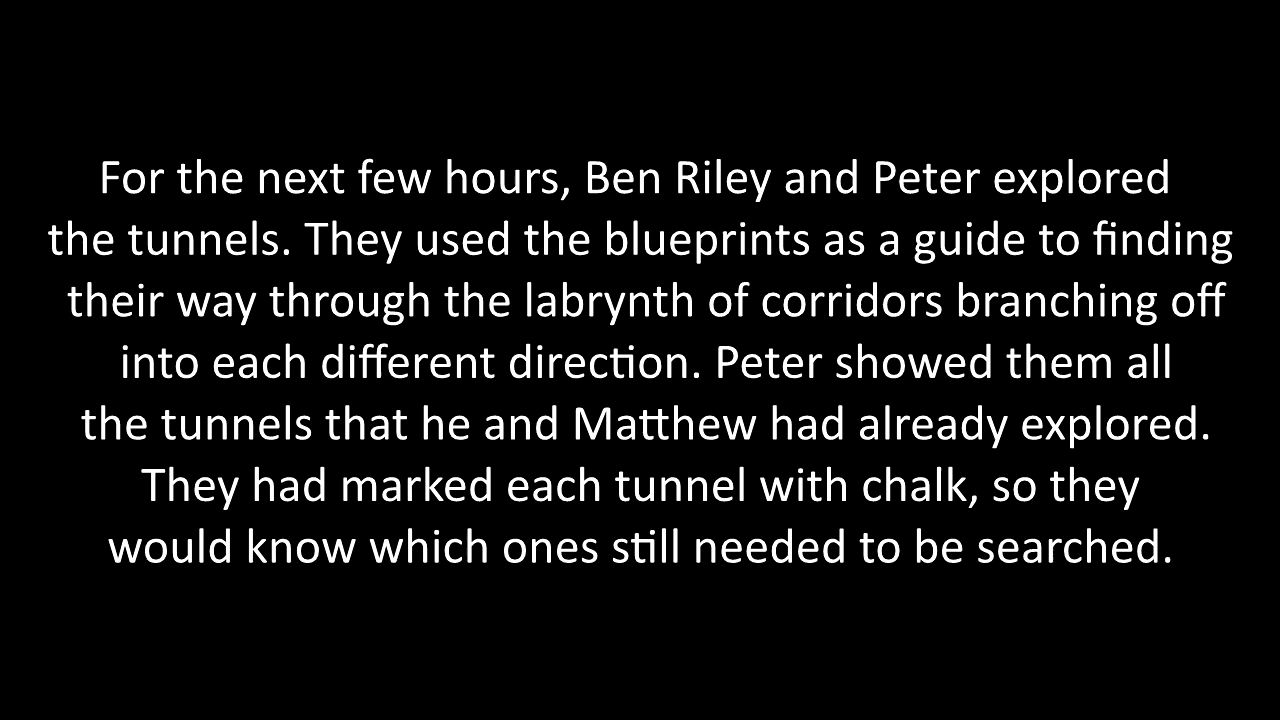 For the next few hours, Ben Riley and Peter explored
the tunnels. They used the blueprints as a guide to finding
their way through the labrynth of corridors branching off
into each different direction. Peter showed them all
the tunnels that he and Matthew had already explored.
They had marked each tunnel with chalk, so they
would know which ones still needed to be searched.